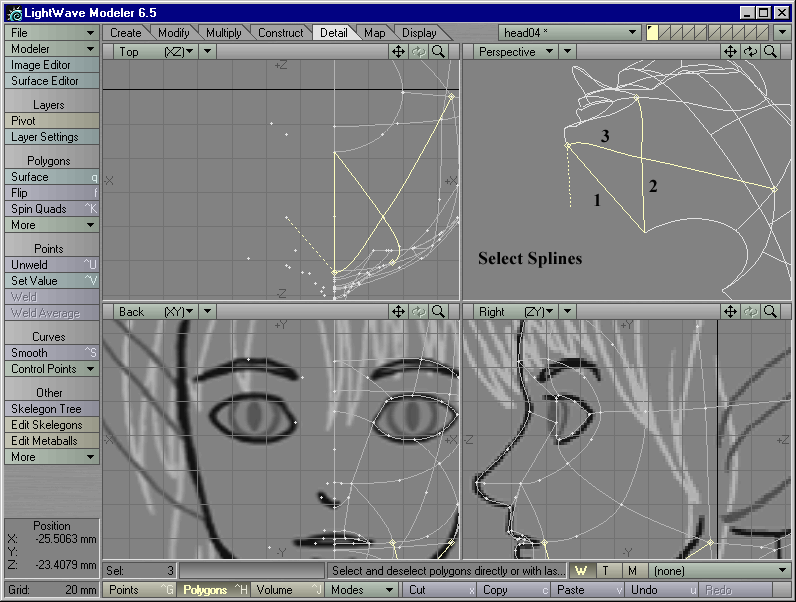 LightWave Modeler 6.5
File
Modeler
Image Editor
Surface Editor
Layers
Pivot
Layer Settings
Polygons
Surface q
Flip f
Spin Quads ^K
More
Points
Unweld ^U
Set Value ^V
Weld
Weld Average
Curves
Smooth ^S
Control Points
Other
Skelegon Tree
Edit Skelegons
Edit Metaballs
More
Position
X: -25.5063 mm
Y:
Z: -23.4079 mm
Grid: 20 mm
Create Modify Multiply Construct Detail Map Display head04 *
Top (XZ)
+Z
-X
+X
-Z
Perspective
3
2
1
Select Splines
Back (XY)
+Y
-X
-Y
Right (ZY)
+Y
-Z
+Z
-Y
Sel: 3 Select and deselect polygons directly or with las... W T M (none)
Points ^G Polygons ^H Volume ^J Modes Cut x Copy c Paste v Undo u Redo